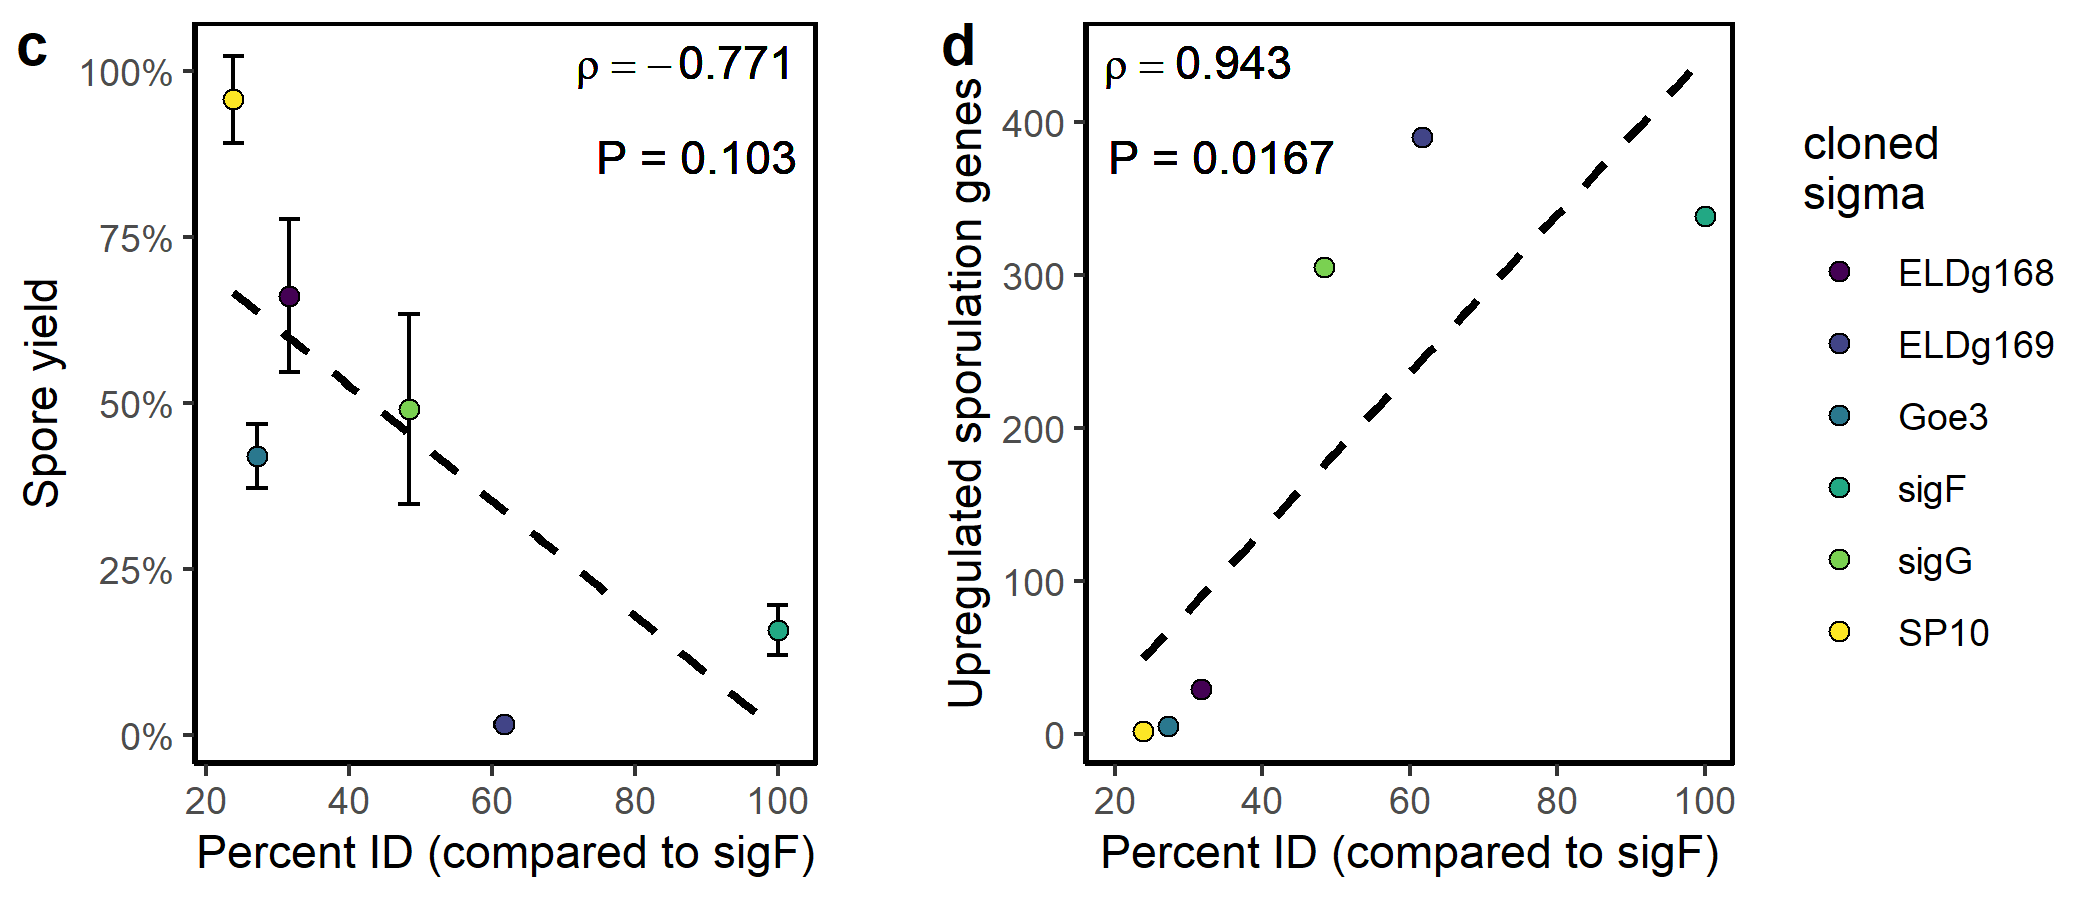 c
ρ = −0.771
P = 0.103
Spore yield
100%
75%
50%
25%
0%
20 40 60 80 100
Percent ID (compared to sigF)
d
ρ = 0.943
P = 0.0167
Upregulated sporulation genes
400
300
200
100
0
20 40 60 80 100
Percent ID (compared to sigF)
cloned
sigma
ELDg168
ELDg169
Goe3
sigF
sigG
SP10